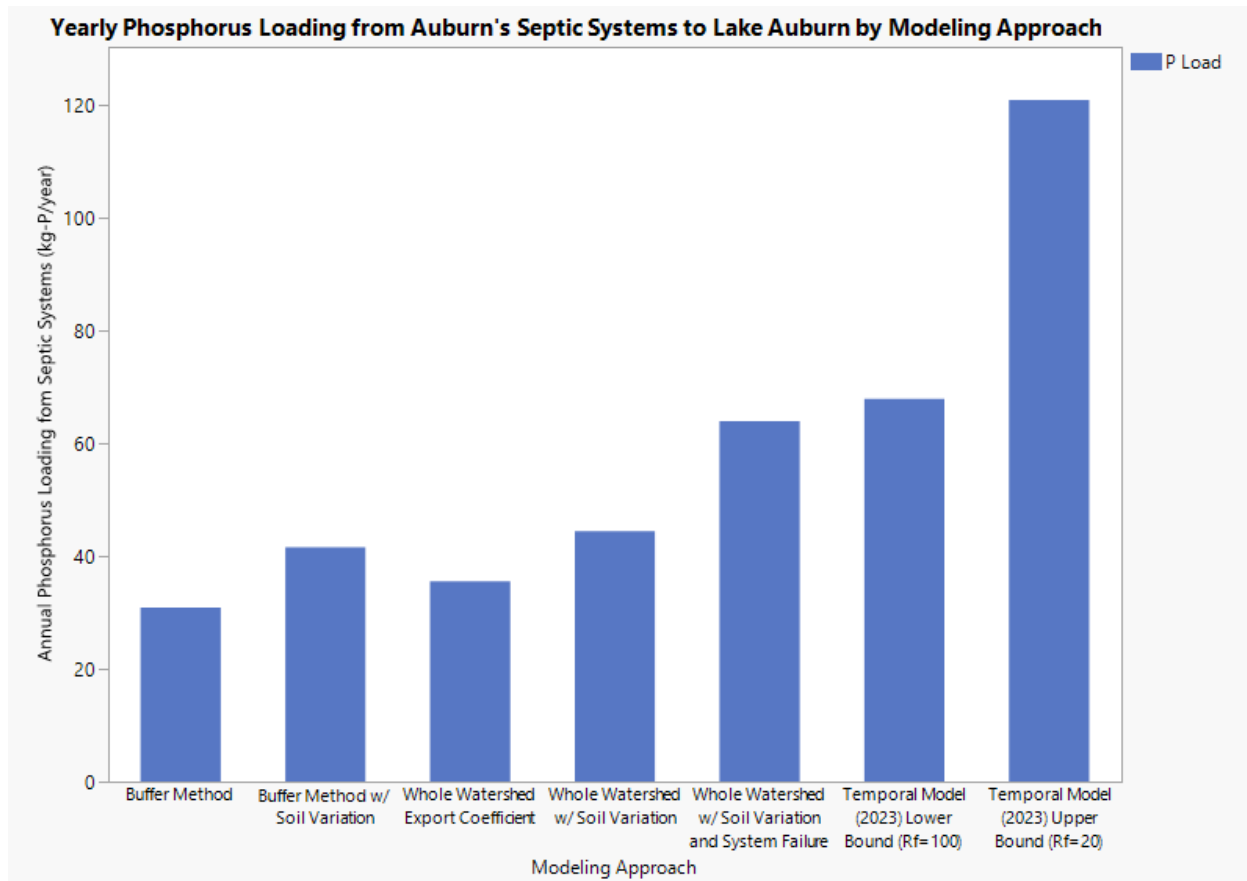 Yearly Phosphorus Loading from Auburn's Septic Systems to Lake Auburn by Modeling Approach
P Load
Annual Phosphorus Loading fom Septic Systems (kg-P/year)
120
100
80
60
40
20
0
Buffer Method
Buffer Method w/
Soil Variation
Whole Watershed
Export Coefficient
Whole Watershed
w/ Soil Variation
Whole Watershed
w/ Soil Variation
and System Failure
Temporal Model
(2023) Lower
Bound (Rf=100)
Temporal Model
(2023) Upper
Bound (Rf=20)
Modeling Approach